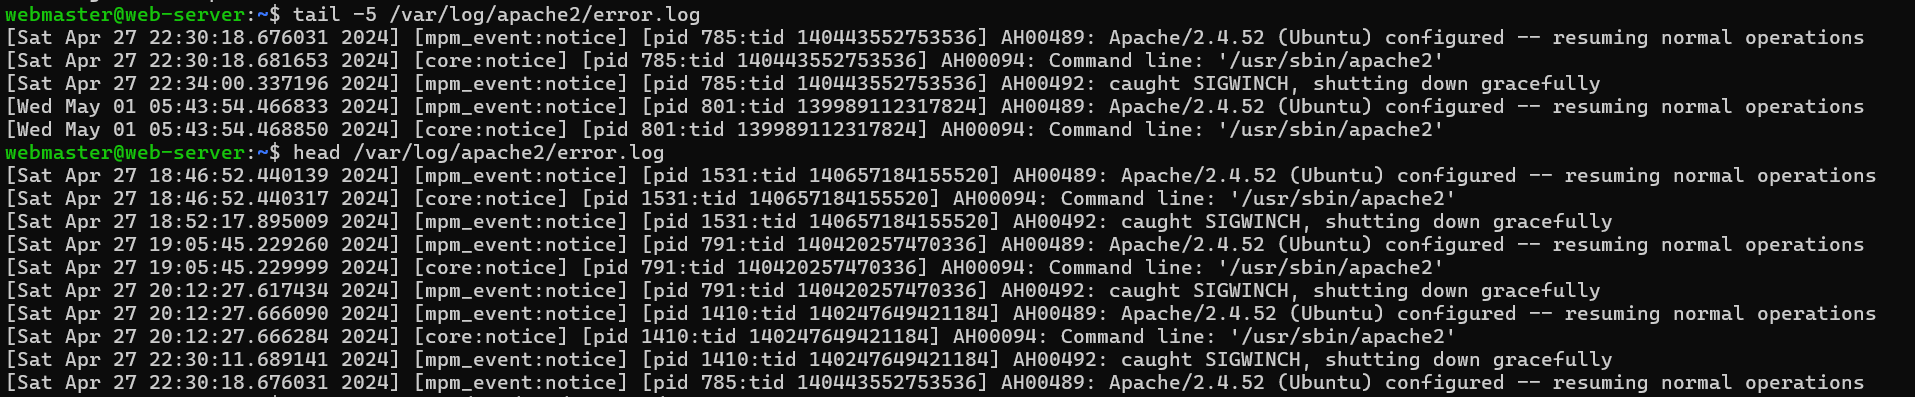 webmaster@web-server:~$ tail -5 /var/log/apache2/error.log
[Sat Apr 27 22:30:18.676031 2024] [mpm_event:notice] [pid 785:tid 140443552753536] AH00489: Apache/2.4.52 (Ubuntu) configured -- resuming normal operations
[Sat Apr 27 22:30:18.681653 2024] [core:notice] [pid 785:tid 140443552753536] AH00094: Command line: '/usr/sbin/apache2'
[Sat Apr 27 22:34:00.337196 2024] [mpm_event:notice] [pid 785:tid 140443552753536] AH00492: caught SIGWINCH, shutting down gracefully
[Wed May 01 05:43:54.466833 2024] [mpm_event:notice] [pid 801:tid 139989112317824] AH00489: Apache/2.4.52 (Ubuntu) configured -- resuming normal operations
[Wed May 01 05:43:54.468850 2024] [core:notice] [pid 801:tid 139989112317824] AH00094: Command line: '/usr/sbin/apache2'
webmaster@web-server:~$ head /var/log/apache2/error.log
[Sat Apr 27 18:46:52.440139 2024] [mpm_event:notice] [pid 1531:tid 140657184155520] AH00489: Apache/2.4.52 (Ubuntu) configured -- resuming normal operations
[Sat Apr 27 18:46:52.440317 2024] [core:notice] [pid 1531:tid 140657184155520] AH00094: Command line: '/usr/sbin/apache2'
[Sat Apr 27 18:52:17.895009 2024] [mpm_event:notice] [pid 1531:tid 140657184155520] AH00492: caught SIGWINCH, shutting down gracefully
[Sat Apr 27 19:05:45.229260 2024] [mpm_event:notice] [pid 791:tid 140420257470336] AH00489: Apache/2.4.52 (Ubuntu) configured -- resuming normal operations
[Sat Apr 27 19:05:45.229999 2024] [core:notice] [pid 791:tid 140420257470336] AH00094: Command line: '/usr/sbin/apache2'
[Sat Apr 27 20:12:27.617434 2024] [mpm_event:notice] [pid 791:tid 140420257470336] AH00492: caught SIGWINCH, shutting down gracefully
[Sat Apr 27 20:12:27.666090 2024] [mpm_event:notice] [pid 1410:tid 140247649421184] AH00489: Apache/2.4.52 (Ubuntu) configured -- resuming normal operations
[Sat Apr 27 20:12:27.666284 2024] [core:notice] [pid 1410:tid 140247649421184] AH00094: Command line: '/usr/sbin/apache2'
[Sat Apr 27 22:30:11.689141 2024] [mpm_event:notice] [pid 1410:tid 140247649421184] AH00492: caught SIGWINCH, shutting down gracefully
[Sat Apr 27 22:30:18.676031 2024] [mpm_event:notice] [pid 785:tid 140443552753536] AH00489: Apache/2.4.52 (Ubuntu) configured -- resuming normal operations